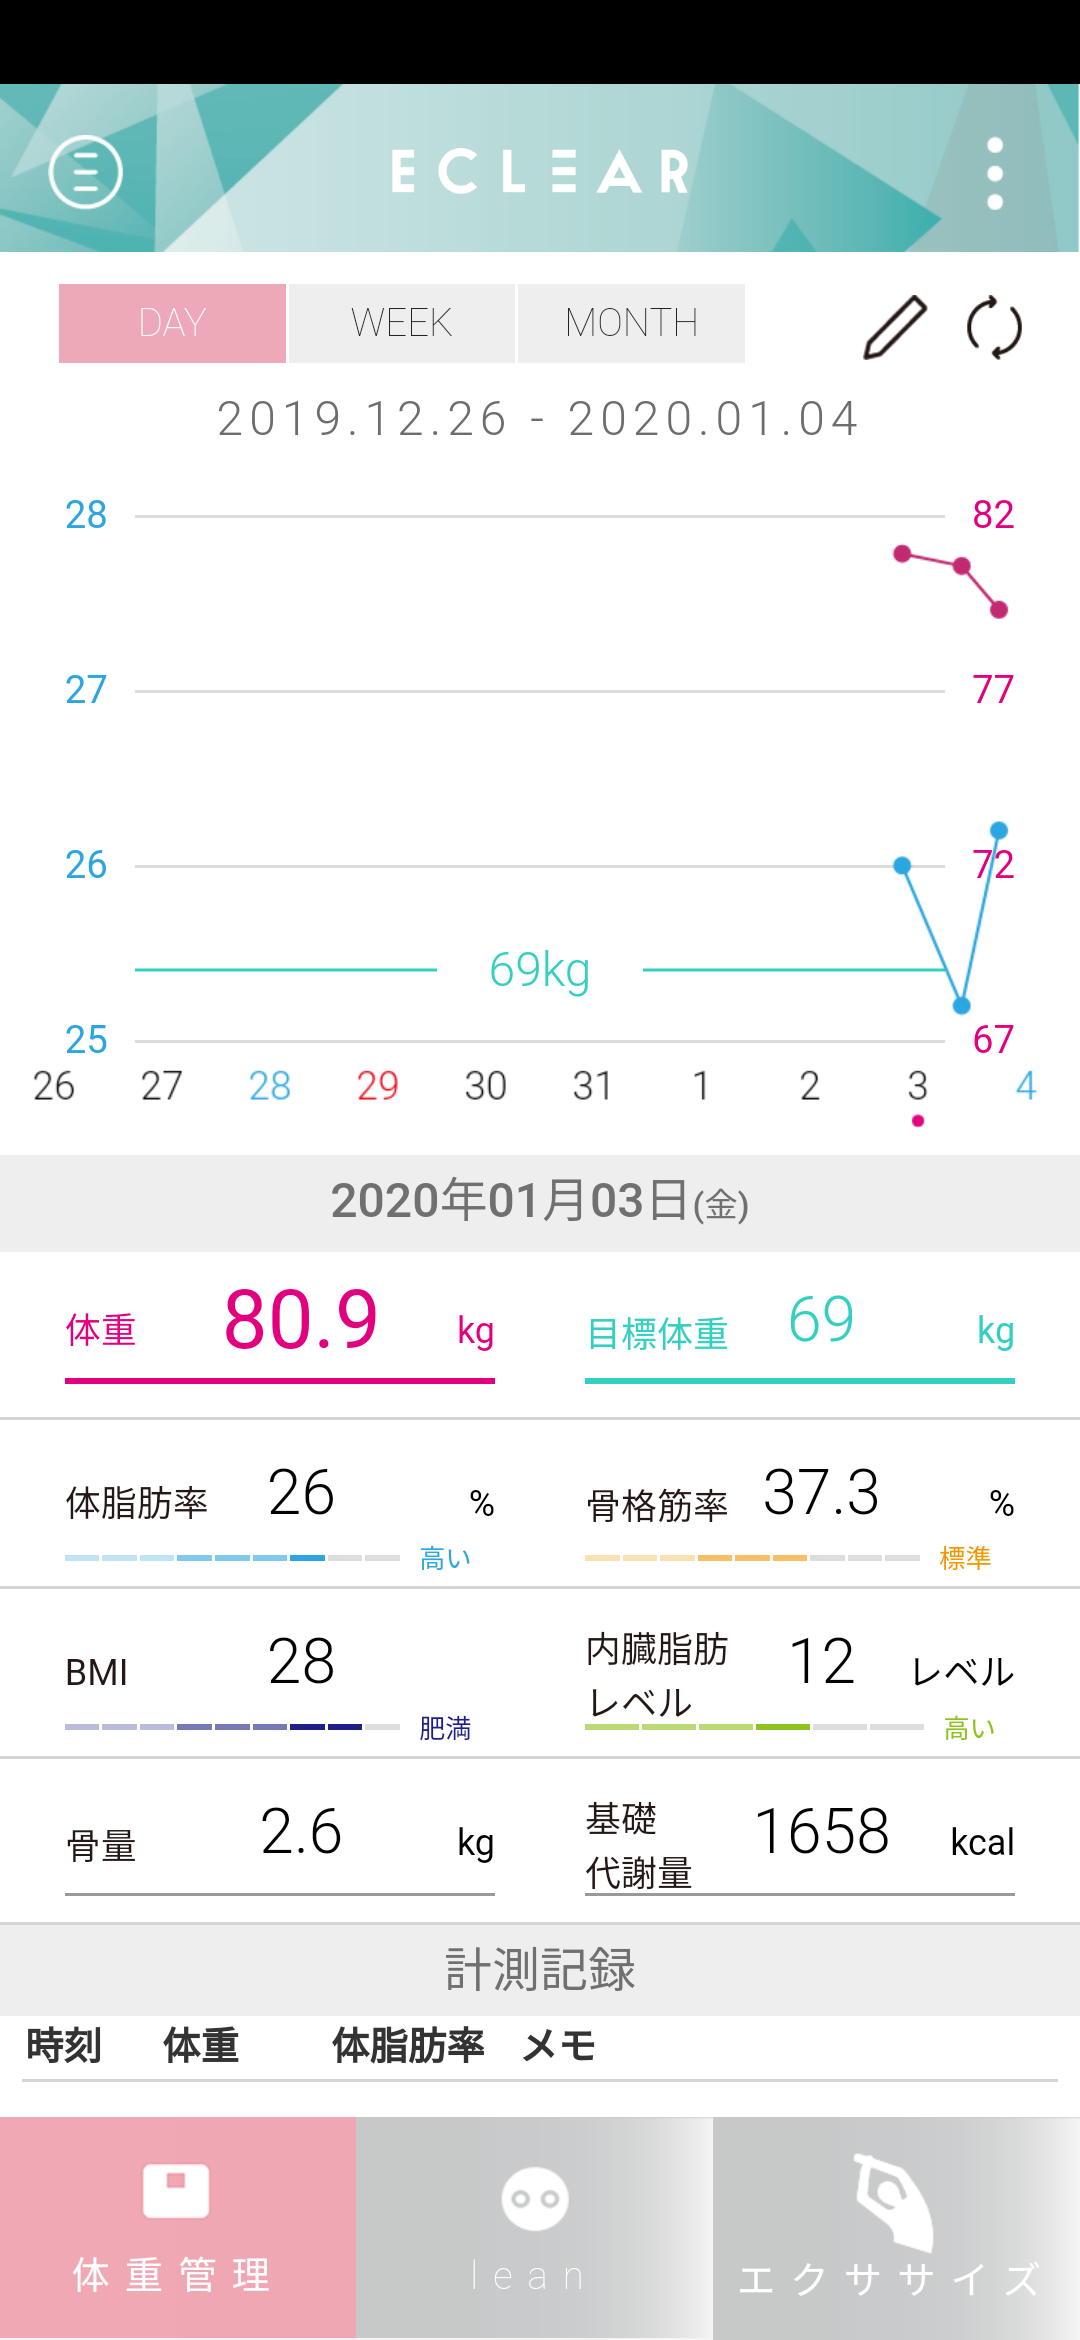 ECLEAR
DAY WEEK MONTH
2019.12.26 - 2020.01.04
28 82
27 77
26 72
69kg
25 67
26 27 28 29 30 31 1 2 3 4
2020年01月03日(金)
体重 80.9 kg 目標体重 69 kg
体脂肪率 26 % 骨格筋率 37.3 %
高い 標準
BMI 28 内臓脂肪レベル 12 レベル
肥満 高い
骨量 2.6 kg 基礎代謝量 1658 kcal
計測記録
時刻 体重 体脂肪率 メモ
体重管理 lean エクササイズ